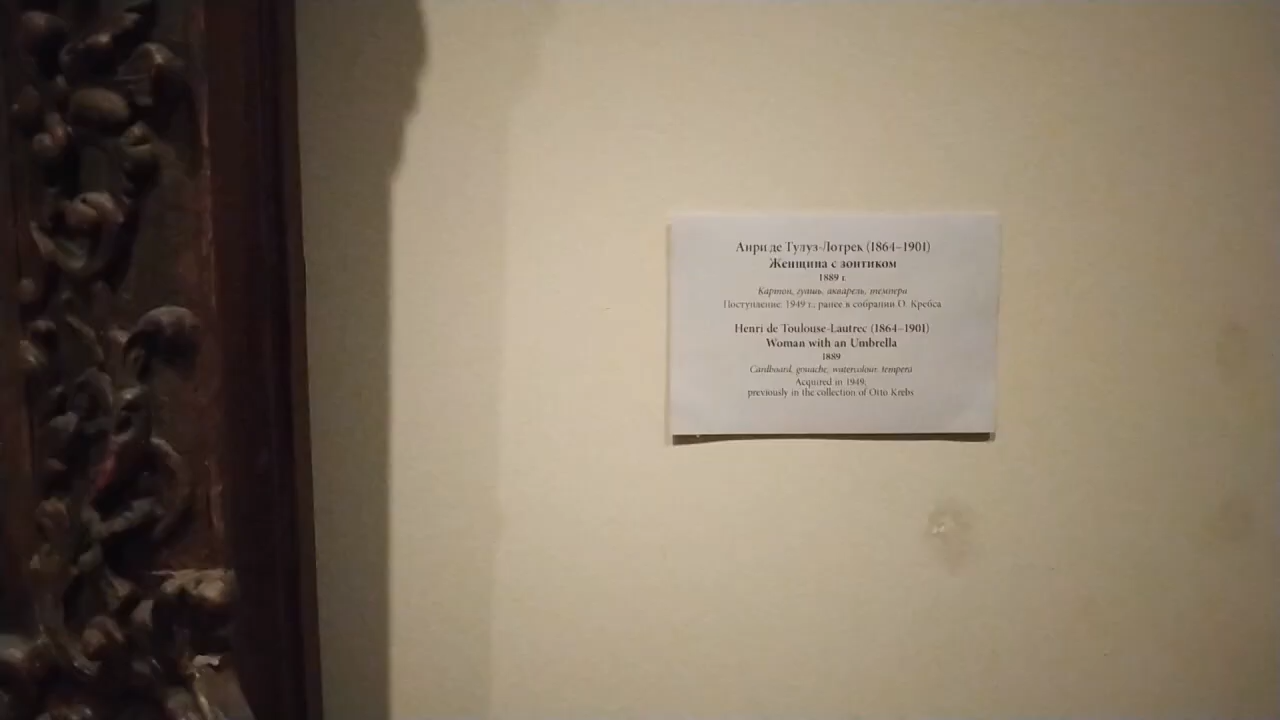 Анри де Тулуз-Лотрек (1864–1901)
Женщина с зонтиком
1889 г.
Картон, гуашь, акварель, темпера
Поступление: 1949 г.; ранее в собрании О. Кребса
Henri de Toulouse-Lautrec (1864–1901)
Woman with an Umbrella
1889
Cardboard, gouache, watercolour, tempera
Acquired in 1949;
previously in the collection of Otto Krebs